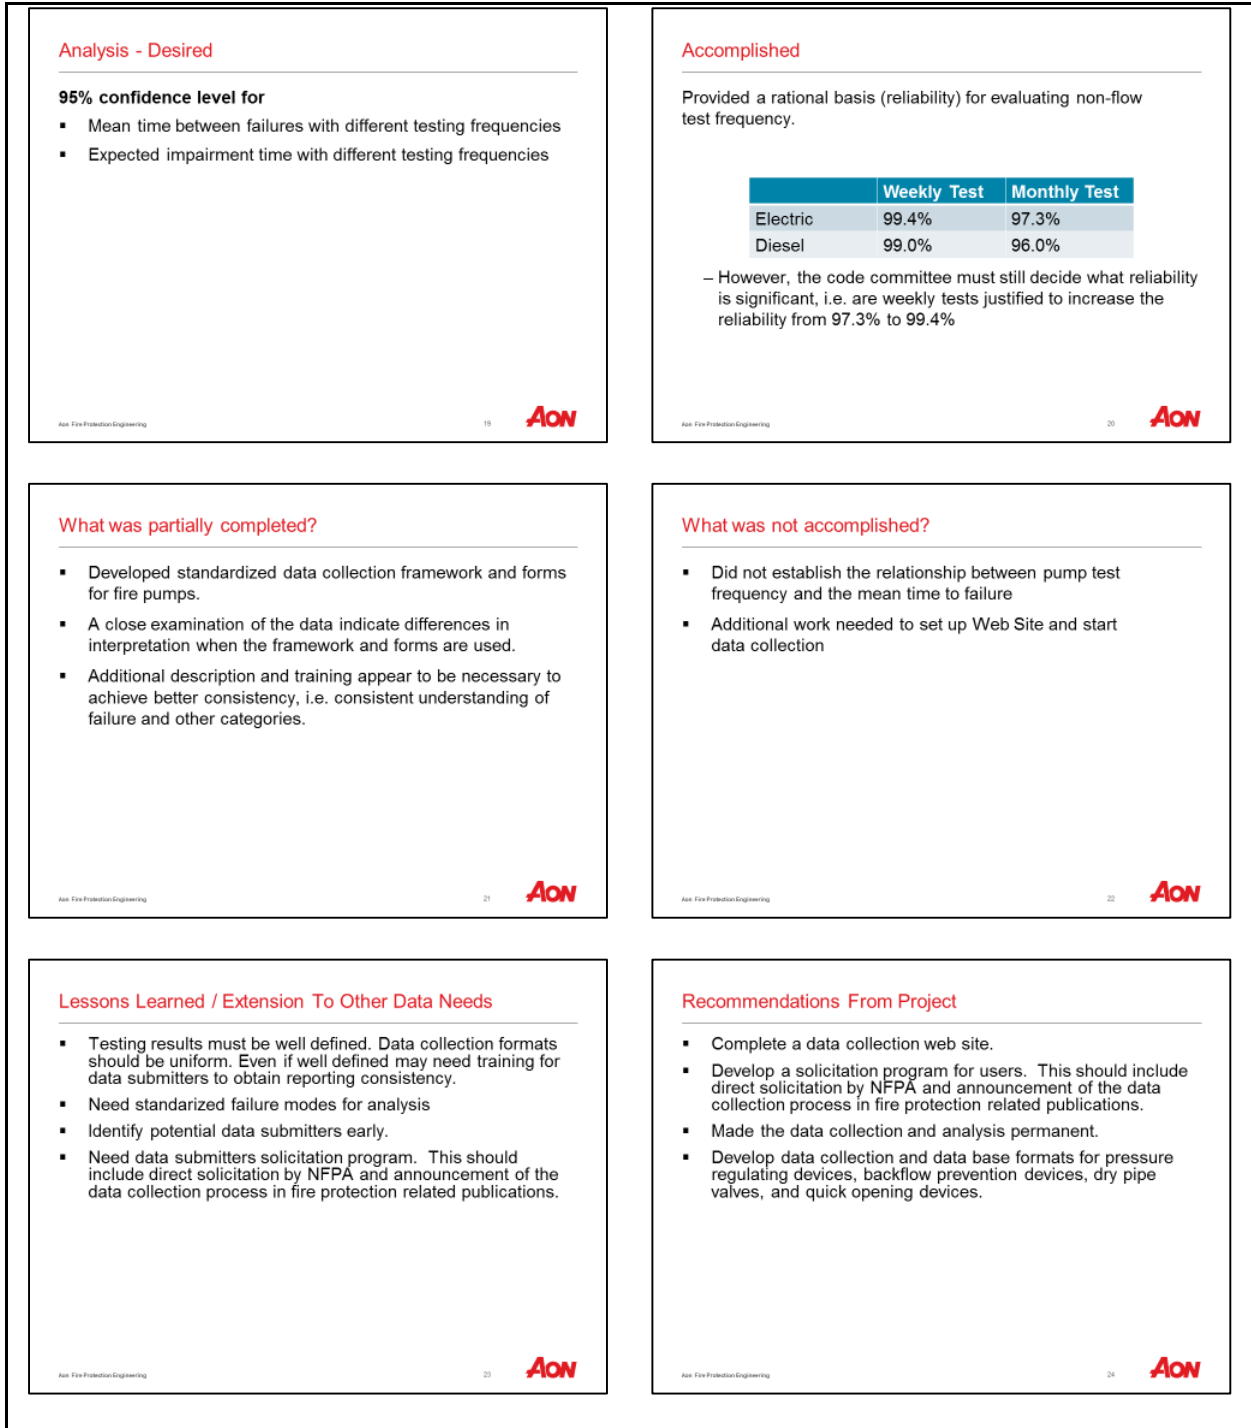 Analysis - Desired
95% confidence level for
▪ Mean time between failures with different testing frequencies
▪ Expected impairment time with different testing frequencies
Aon Fire Protection Engineering
19
AON
Accomplished
Provided a rational basis (reliability) for evaluating non-flow
test frequency.
Weekly Test Monthly Test
Electric 99.4% 97.3%
Diesel 99.0% 96.0%
– However, the code committee must still decide what reliability
is significant, i.e. are weekly tests justified to increase the
reliability from 97.3% to 99.4%
Aon Fire Protection Engineering
20
AON
What was partially completed?
▪ Developed standardized data collection framework and forms
for fire pumps.
▪ A close examination of the data indicate differences in
interpretation when the framework and forms are used.
▪ Additional description and training appear to be necessary to
achieve better consistency, i.e. consistent understanding of
failure and other categories.
Aon Fire Protection Engineering
21
AON
What was not accomplished?
▪ Did not establish the relationship between pump test
frequency and the mean time to failure
▪ Additional work needed to set up Web Site and start
data collection
Aon Fire Protection Engineering
22
AON
Lessons Learned / Extension To Other Data Needs
▪ Testing results must be well defined. Data collection formats
should be uniform. Even if well defined may need training for
data submitters to obtain reporting consistency.
▪ Need standarized failure modes for analysis
▪ Identify potential data submitters early.
▪ Need data submitters solicitation program. This should
include direct solicitation by NFPA and announcement of the
data collection process in fire protection related publications.
Aon Fire Protection Engineering
23
AON
Recommendations From Project
▪ Complete a data collection web site.
▪ Develop a solicitation program for users. This should include
direct solicitation by NFPA and announcement of the data
collection process in fire protection related publications.
▪ Made the data collection and analysis permanent.
▪ Develop data collection and data base formats for pressure
regulating devices, backflow prevention devices, dry pipe
valves, and quick opening devices.
Aon Fire Protection Engineering
24
AON